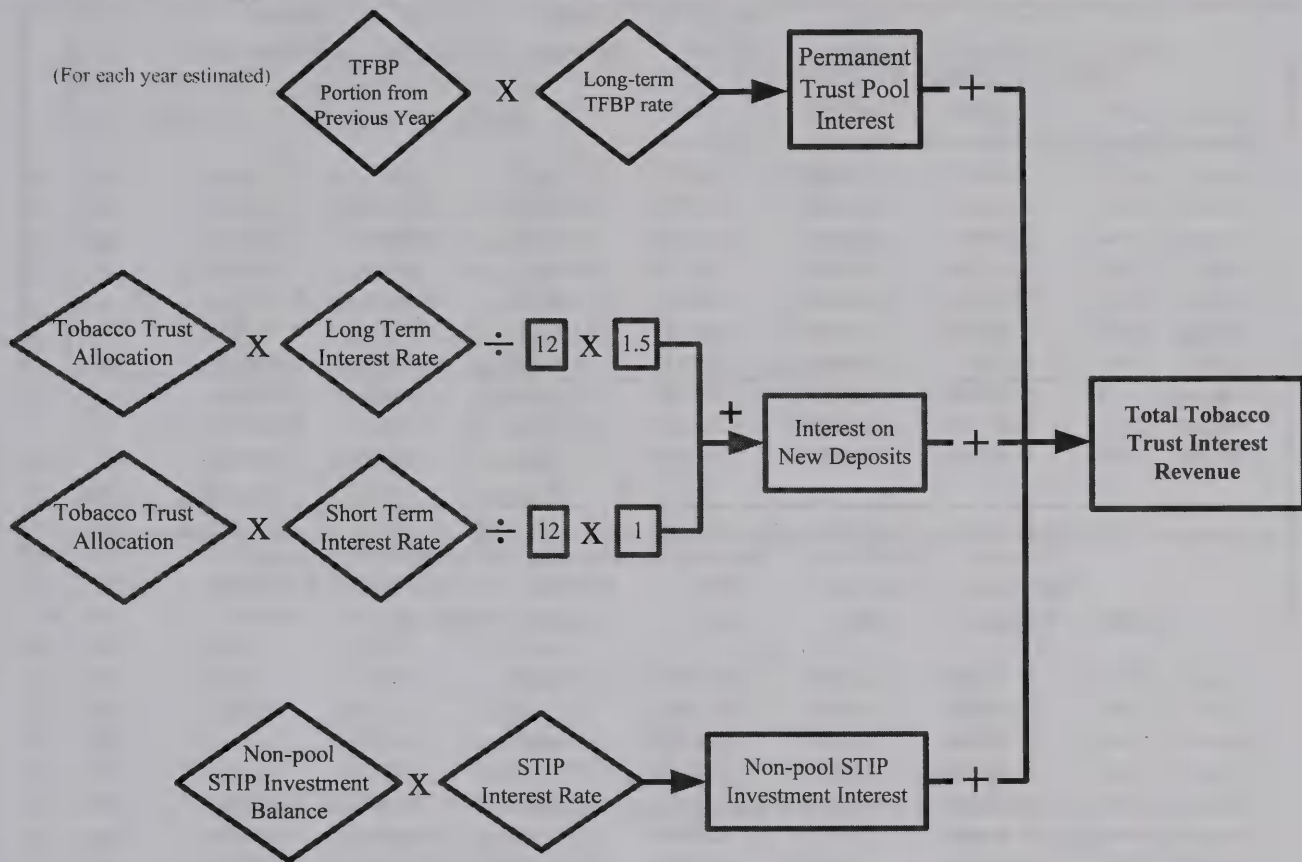 (For each year estimated)
TFBP
Portion from
Previous Year
X
Long-term
TFBP rate
Permanent
Trust Pool
Interest
+
Tobacco Trust
Allocation
X
Long Term
Interest Rate
÷
12
X
1.5
+
Interest on
New Deposits
+
Total Tobacco
Trust Interest
Revenue
Tobacco Trust
Allocation
X
Short Term
Interest Rate
÷
12
X
1
Non-pool
STIP Investment
Balance
X
STIP
Interest Rate
Non-pool STIP
Investment Interest
+